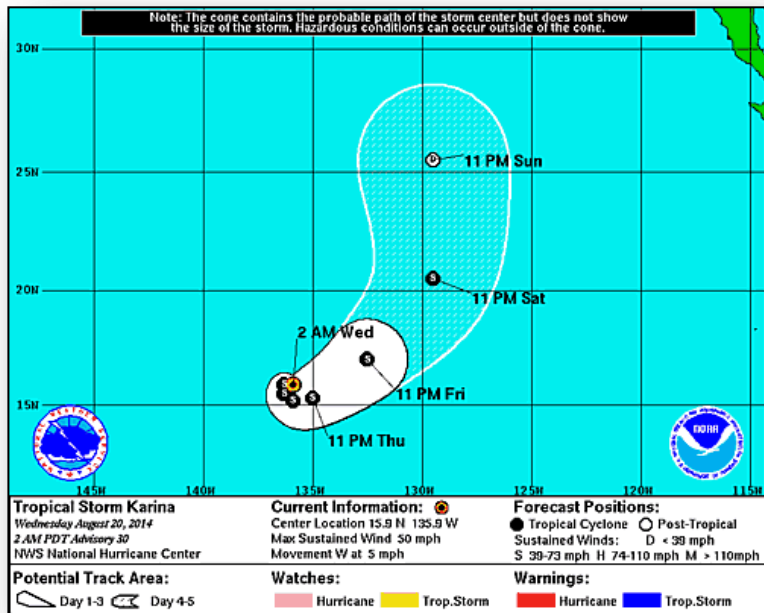 Note: The cone contains the probable path of the storm center but does not show
the size of the storm. Hazardous conditions can occur outside of the cone.
30N
25N
D
11 PM Sun
20N
S
11 PM Sat
2 AM Wed
S
S
S
S
S
11 PM Fri
15N
11 PM Thu
NOAA
145W 140W 135W 130W 125W 120W 115W
Tropical Storm Karina
Wednesday August 20, 2014
2 AM PDT Advisory 30
NWS National Hurricane Center
Current Information:
Center Location 15.9 N 135.9 W
Max Sustained Wind 50 mph
Movement W at 5 mph
Forecast Positions:
Tropical Cyclone Post-Tropical
Sustained Winds: D < 39 mph
S 39-73 mph H 74-110 mph M > 110mph
Potential Track Area:
Day 1-3 Day 4-5
Watches:
Hurricane Trop.Storm
Warnings:
Hurricane Trop.Storm